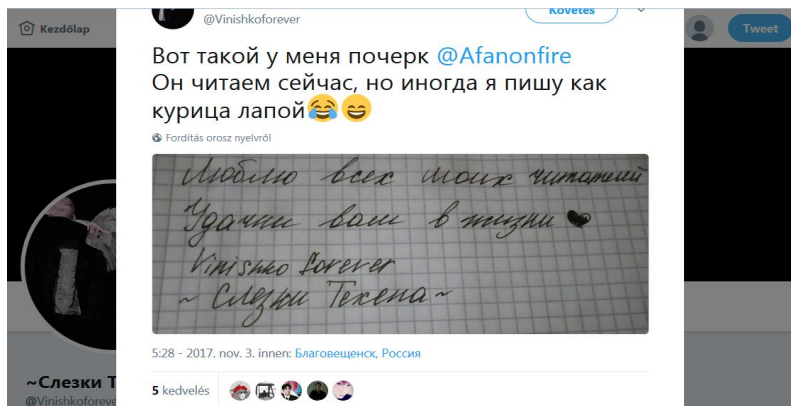 @Vinishkoforever
Követés
Kezdőlap
Tweet
Вот такой у меня почерк @Afanonfire
Он читаем сейчас, но иногда я пишу как
курица лапой😂😄
Fordítás orosz nyelvről
Люблю всех моих читателей
Удачки вам в жизни ❤
Vinishko forever
~ Слезки Текена ~
5:28 - 2017. nov. 3. innen: Благовещенск, Россия
~Слезки Т
@Vinishkoforeve
5 kedvelés